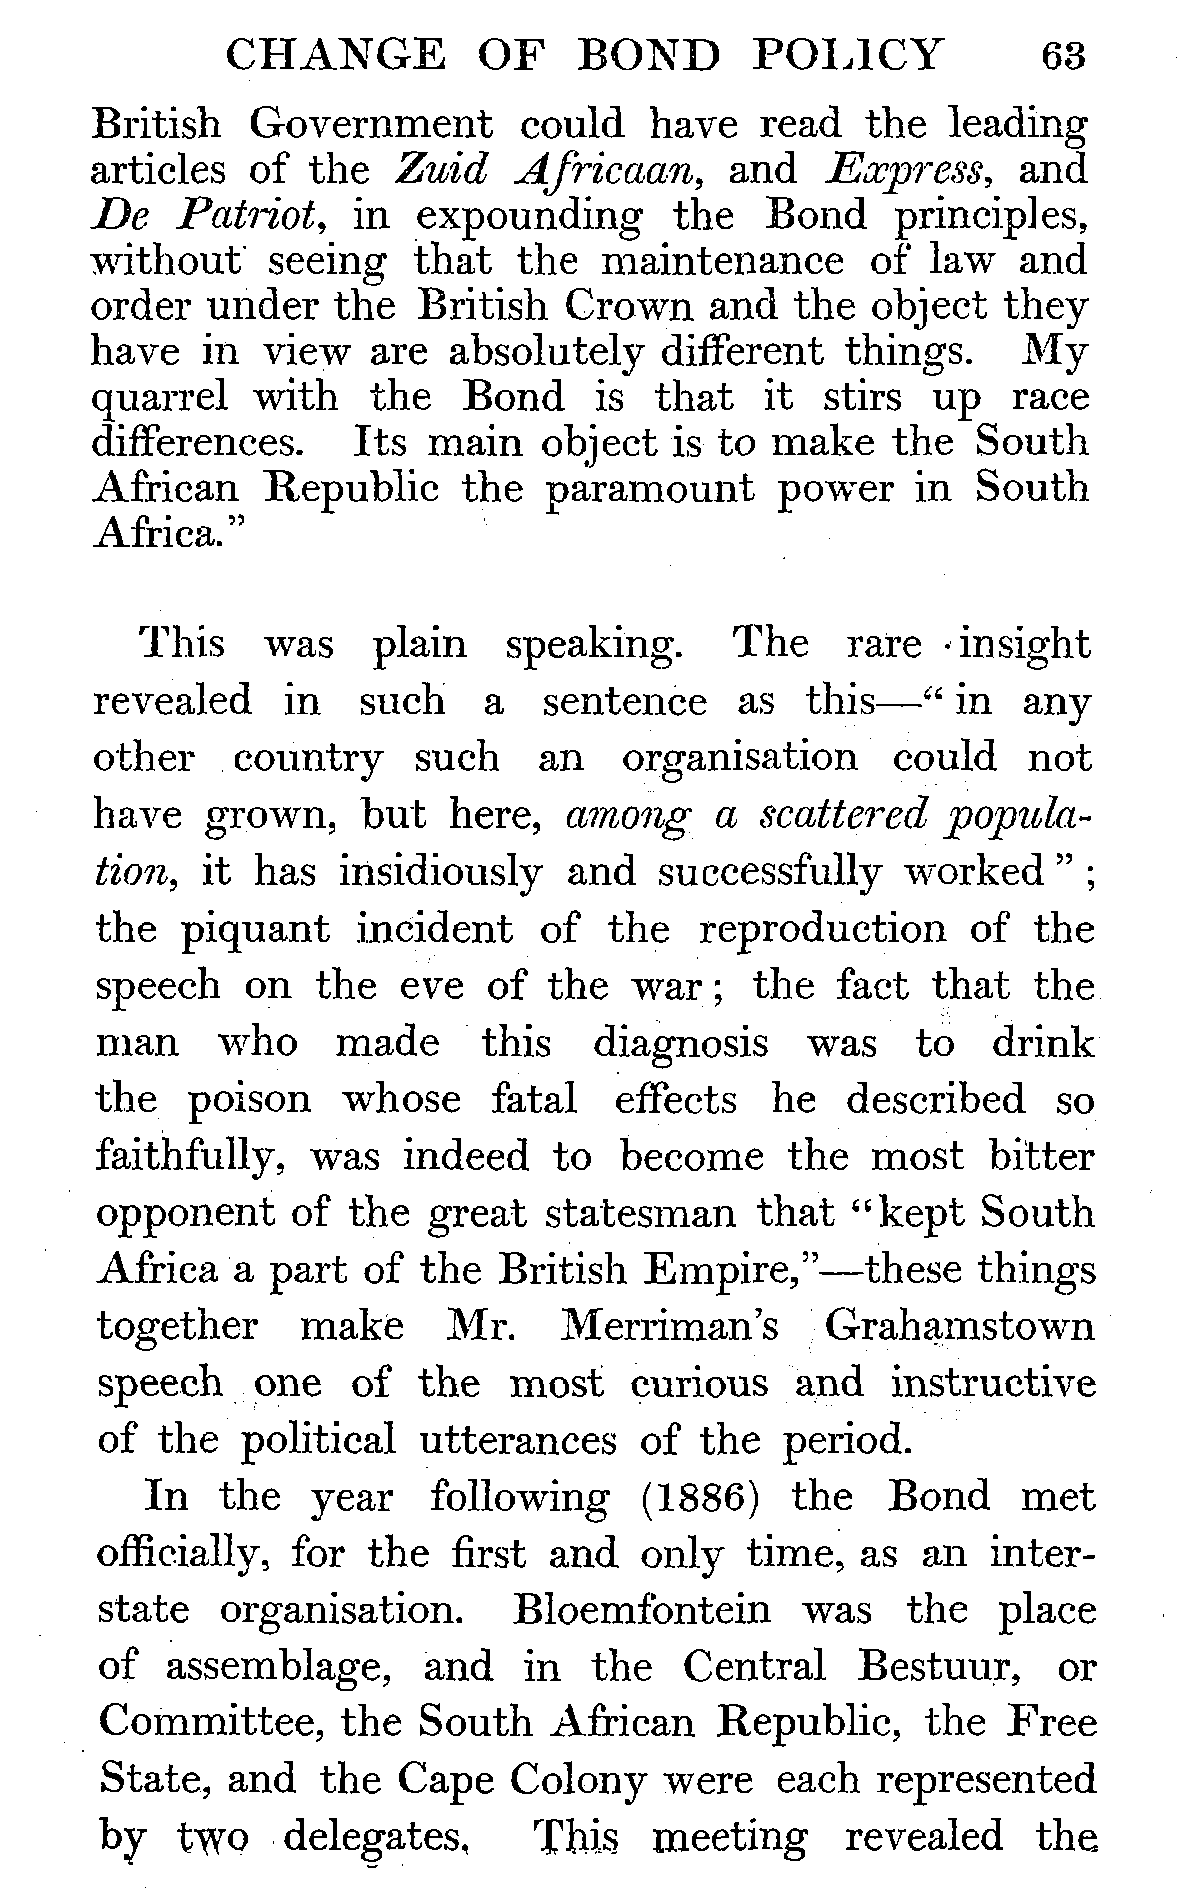 CHANGE OF BOND POLICY 63
British Government could have read the leading
articles of the Zuid Africaan, and Express, and
De Patriot, in expounding the Bond principles,
without seeing that the maintenance of law and
order under the British Crown and the object they
have in view are absolutely different things. My
quarrel with the Bond is that it stirs up race
differences. Its main object is to make the South
African Republic the paramount power in South
Africa."
This was plain speaking. The rare insight
revealed in such a sentence as this—" in any
other country such an organisation could not
have grown, but here, among a scattered popula-
tion, it has insidiously and successfully worked " ;
the piquant incident of the reproduction of the
speech on the eve of the war ; the fact that the
man who made this diagnosis was to drink
the poison whose fatal effects he described so
faithfully, was indeed to become the most bitter
opponent of the great statesman that "kept South
Africa a part of the British Empire,"—these things
together make Mr. Merriman's Grahamstown
speech one of the most curious and instructive
of the political utterances of the period.
In the year following (1886) the Bond met
officially, for the first and only time, as an inter-
state organisation. Bloemfontein was the place
of assemblage, and in the Central Bestuur, or
Committee, the South African Republic, the Free
State, and the Cape Colony were each represented
by two delegates. This meeting revealed the